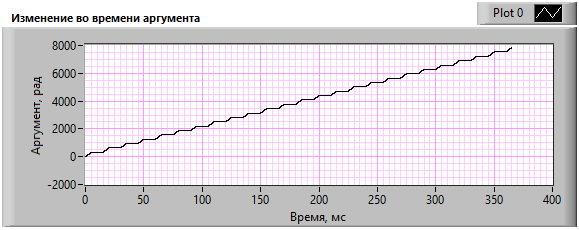 Изменение во времени аргумента
Plot 0
8000
6000
4000
2000
0
-2000
Аргумент, рад
0 50 100 150 200 250 300 350 400
Время, мс